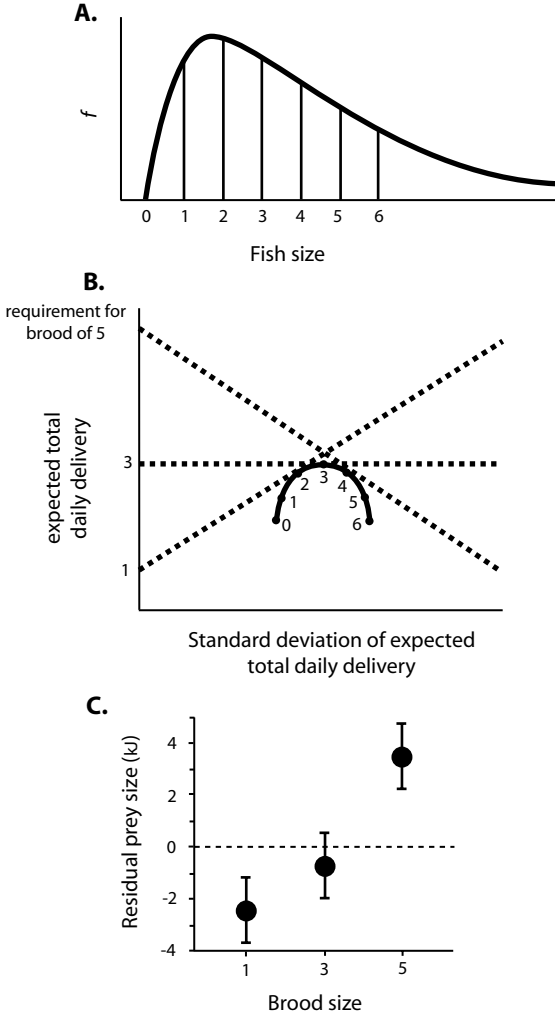 A.
f
0 1 2 3 4 5 6
Fish size
B.
requirement for
brood of 5
expected total
daily delivery
3
1
0 1 2 3 4 5 6
Standard deviation of expected
total daily delivery
C.
Residual prey size (kJ)
4
2
0
-2
-4
1 3 5
Brood size